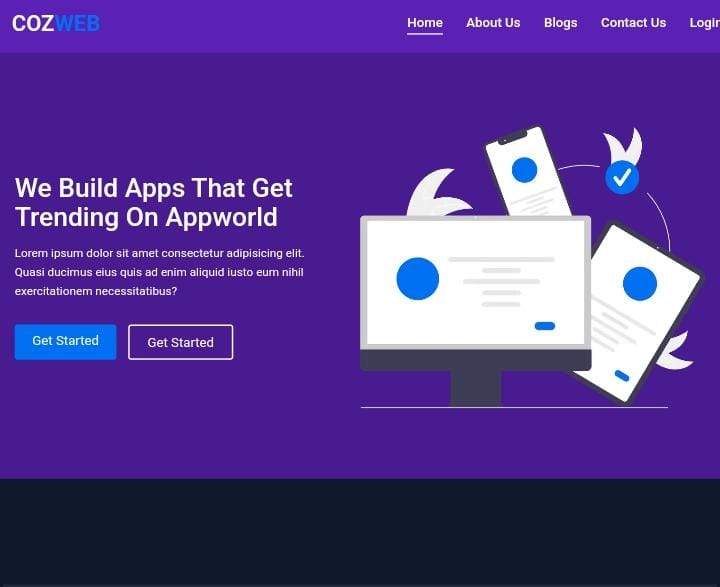 COZWEB
Home About Us Blogs Contact Us Login
We Build Apps That Get
Trending On Appworld
Lorem ipsum dolor sit amet consectetur adipisicing elit.
Quasi ducimus eius quis ad enim aliquid iusto eum nihil
exercitationem necessitatibus?
Get Started Get Started